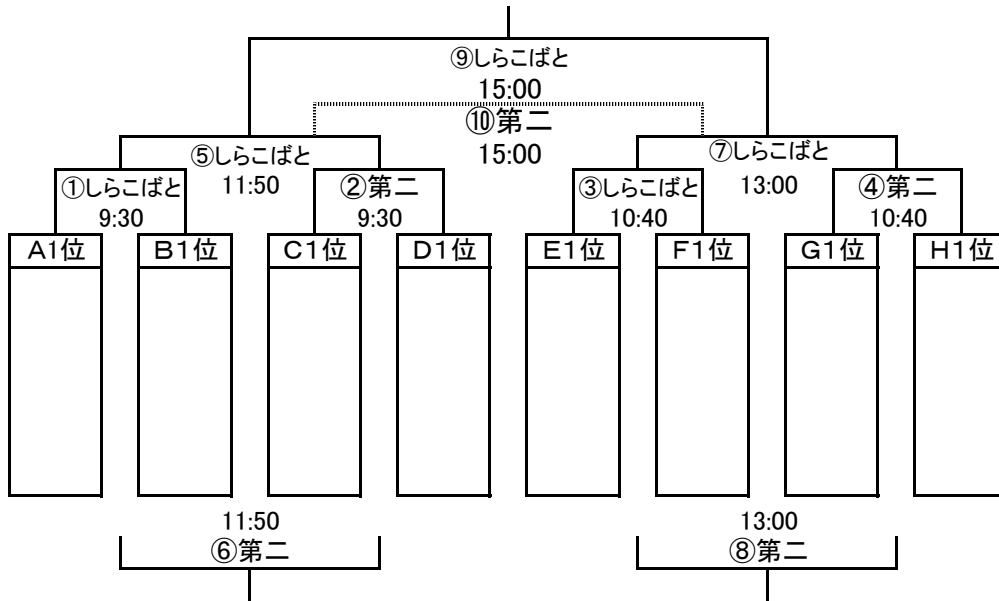 ⑨しらこばと
15:00
⑩第二
15:00
⑤しらこばと
11:50
⑦しらこばと
13:00
①しらこばと
9:30
②第二
9:30
③しらこばと
10:40
④第二
10:40
A1位 B1位 C1位 D1位 E1位 F1位 G1位 H1位
11:50
⑥第二
13:00
⑧第二